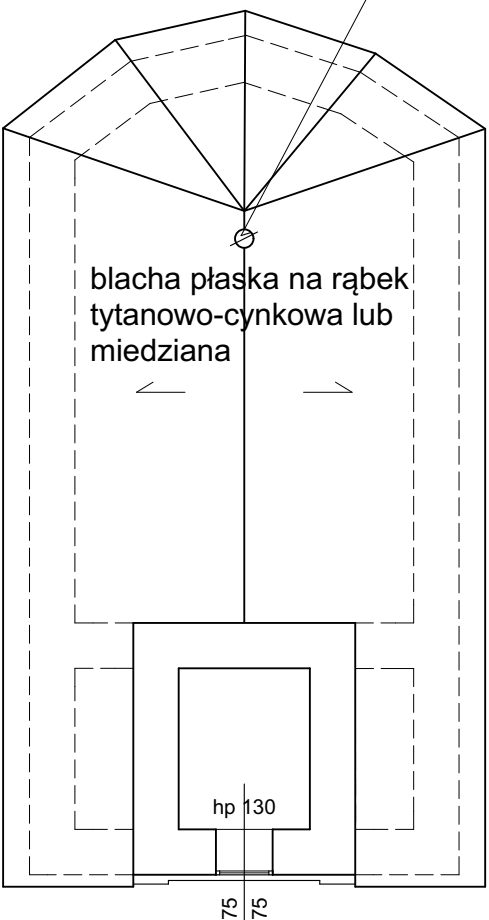 blacha płaska na rąbek
tytanowo-cynkowa lub
miedziana
hp 130
75
75